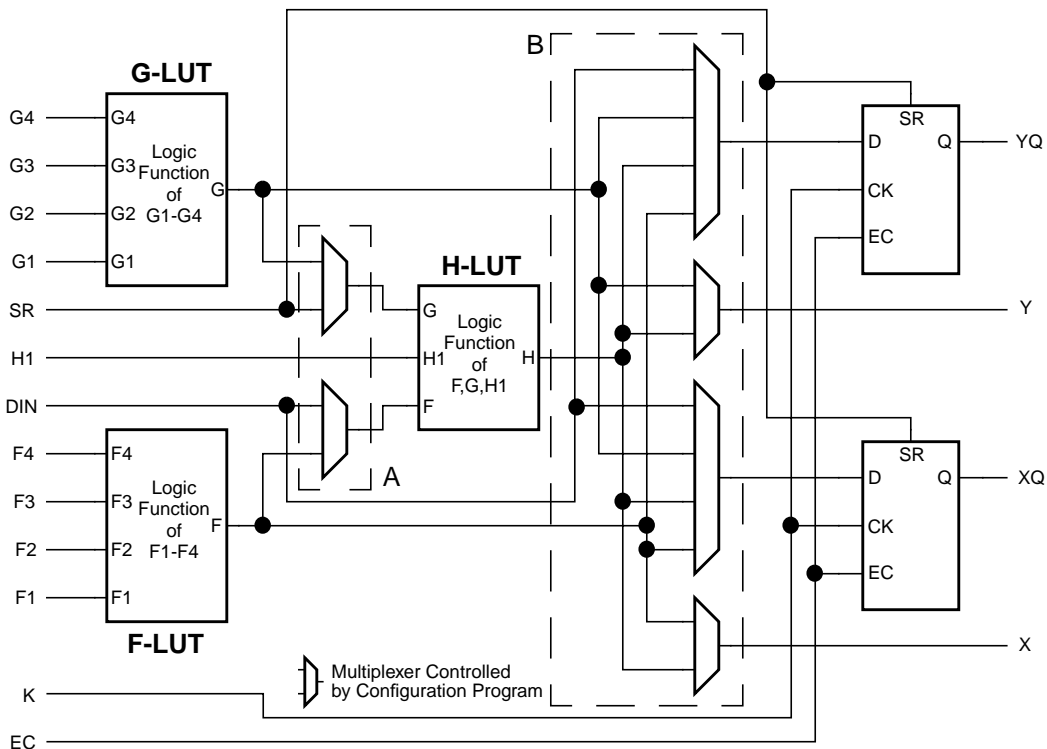 B
G-LUT
G4
G3
G2
G1
SR
H1
DIN
F4
F3
F2
F1
K
EC
G4
G3
G2
G1
Logic
Function
of
G1-G4
G
H-LUT
G
H1
F
Logic
Function
of
F,G,H1
H
A
F4
F3
F2
F1
Logic
Function
of
F1-F4
F
F-LUT
Multiplexer Controlled
by Configuration Program
SR
D
Q
CK
EC
YQ
Y
SR
D
Q
CK
EC
XQ
X